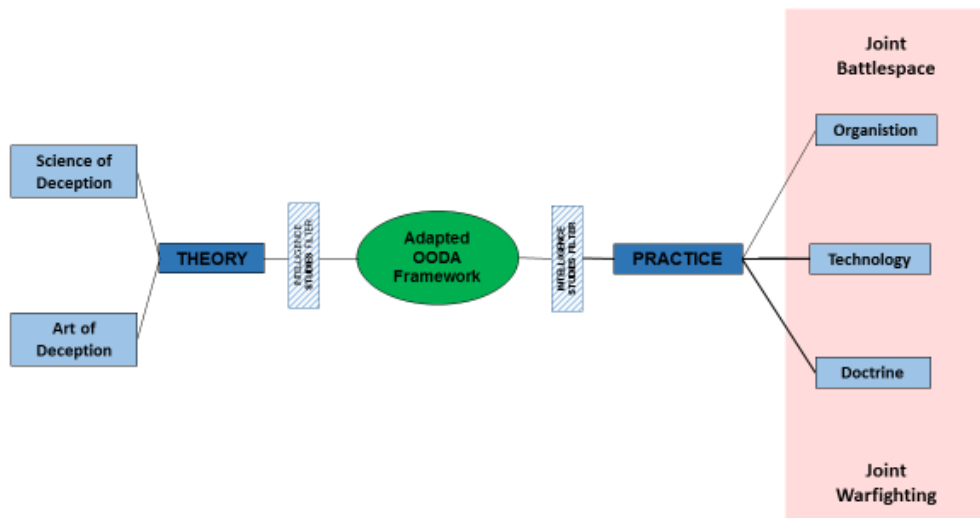 Science of
Deception
Art of
Deception
THEORY
INTELLIGENCE
STUDIES FILTER
Adapted
OODA
Framework
INTELLIGENCE
STUDIES FILTER
PRACTICE
Joint
Battlespace
Organistion
Technology
Doctrine
Joint
Warfighting